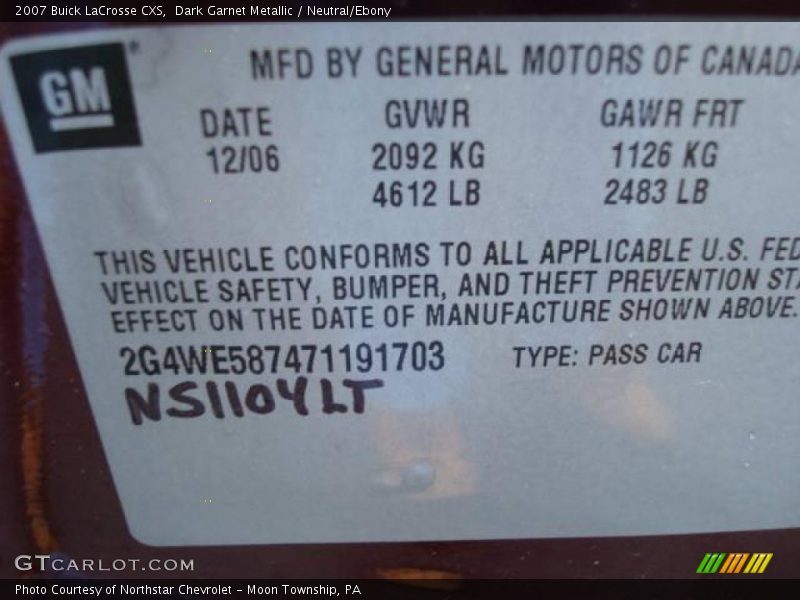 2007 Buick LaCrosse CXS,  Dark Garnet Metallic / Neutral/Ebony
GM
MFD BY GENERAL MOTORS OF CANADA
DATE GVWR GAWR FRT
12/06 2092 KG 1126 KG
4612 LB 2483 LB
THIS VEHICLE CONFORMS TO ALL APPLICABLE U.S. FED
VEHICLE SAFETY, BUMPER, AND THEFT PREVENTION STA
EFFECT ON THE DATE OF MANUFACTURE SHOWN ABOVE.
2G4WE587471191703 TYPE: PASS CAR
NS1104LT
GTCARLOT.COM
Photo Courtesy of Northstar Chevrolet - Moon Township, PA